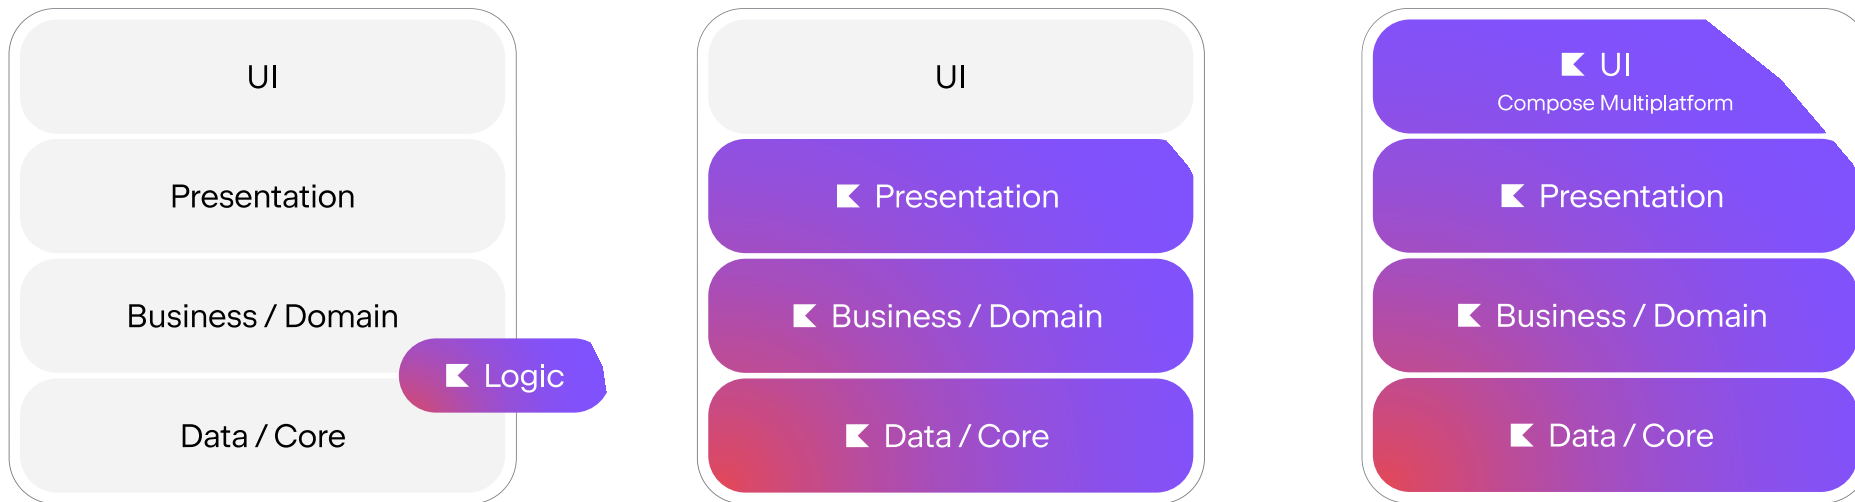 UI
Presentation
Business / Domain
Logic
Data / Core
UI
Presentation
Business / Domain
Data / Core
UI
Compose Multiplatform
Presentation
Business / Domain
Data / Core